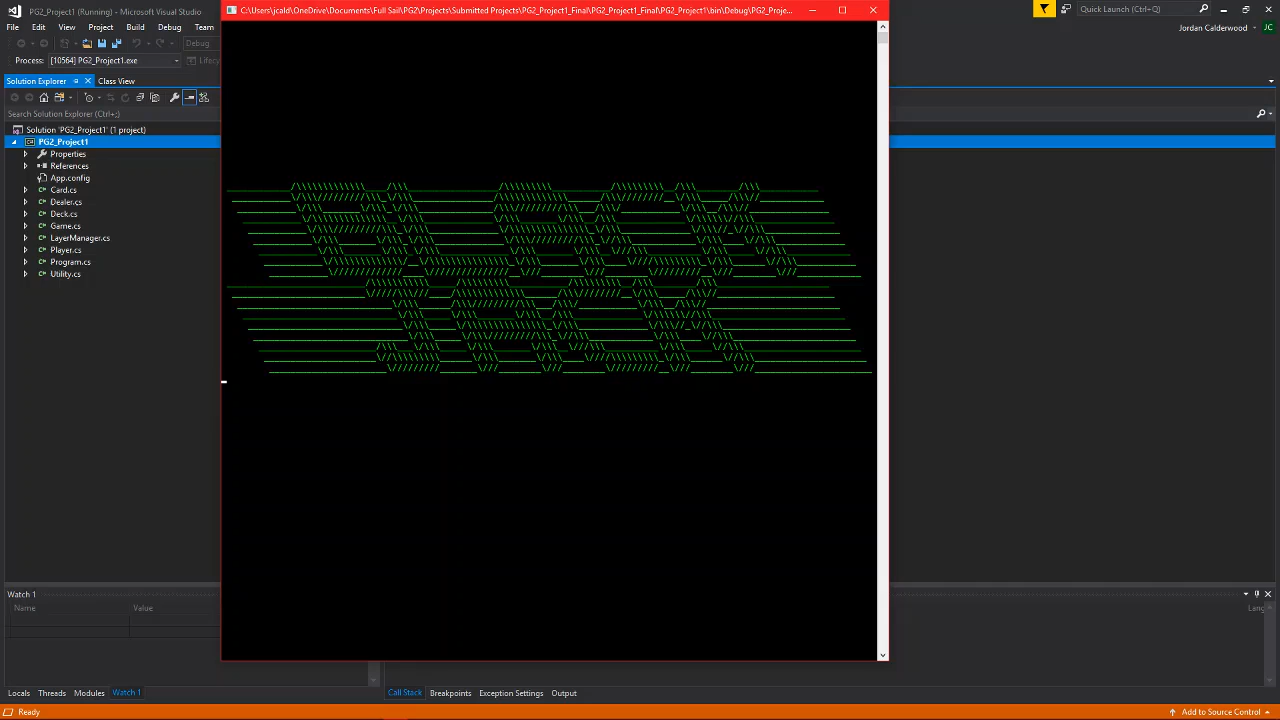 PG2_Project1 (Running) - Microsoft Visual Studio
C:\Users\jcald\OneDrive\Documents\Full Sail\PG2\Projects\Submitted Projects\PG2_Project1_Final\PG2_Project1_Final\PG2_Project1\bin\Debug\PG2_Proje...
Quick Launch (Ctrl+Q)
File Edit View Project Build Debug Team
Jordan Calderwood JC
Debug
Process: [10564] PG2_Project1.exe
Lifecy
Solution Explorer Class View
Search Solution Explorer (Ctrl+;)
Solution 'PG2_Project1' (1 project)
PG2_Project1
Properties
References
App.config
Card.cs
Dealer.cs
Deck.cs
Game.cs
LayerManager.cs
Player.cs
Program.cs
Utility.cs
BLACK
JACK
Watch 1
Name Value
Lang
Locals Threads Modules Watch 1
Call Stack Breakpoints Exception Settings Output
Ready
Add to Source Control